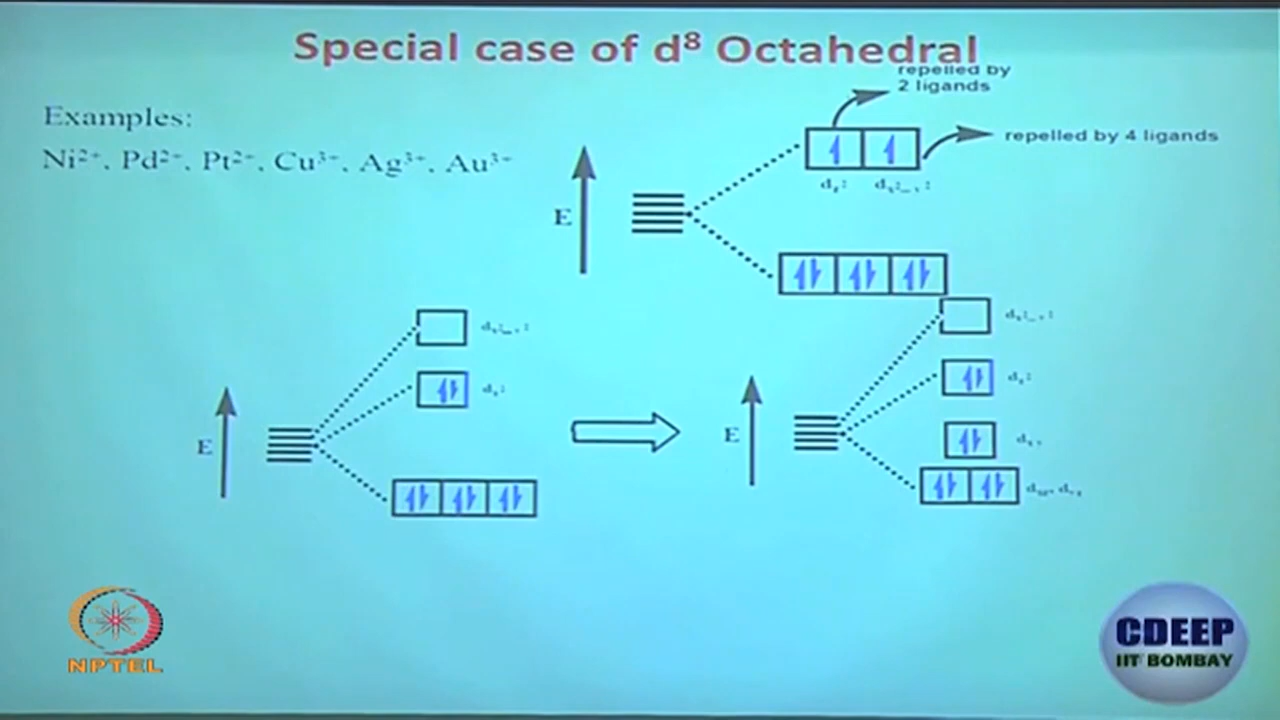 Special case of d⁸ Octahedral
Examples:
Ni²⁺, Pd²⁺, Pt²⁺, Cu³⁺, Ag³⁺, Au³⁺
repelled by
2 ligands
repelled by 4 ligands
E
E
E
NPTEL
CDEEP
IIT BOMBAY